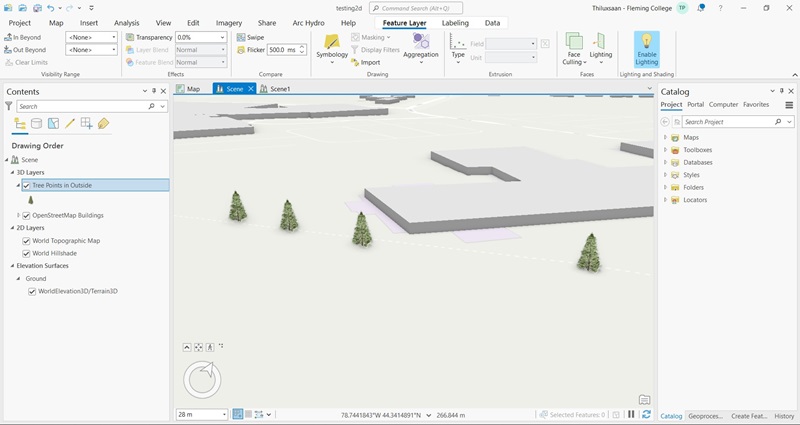 testing2d
Command Search (Alt+Q)
Thiluxsaan - Fleming College
TP
Project Map Insert Analysis View Edit Imagery Share Arc Hydro Feature Layer Labeling Data
In Beyond <None>
Out Beyond <None>
Clear Limits
Visibility Range
Transparency 0.0%
Layer Blend Normal
Feature Blend Normal
Effects
Swipe
Flicker 500.0 ms
Compare
Symbology
Masking
Display Filters
Import
Aggregation
Drawing
Type
Field
Unit
Extrusion
Face Culling
Lighting
Faces
Enable Lighting
Lighting and Shading
Contents
Search
Drawing Order
Scene
3D Layers
Tree Points in Outside
OpenStreetMap Buildings
2D Layers
World Topographic Map
World Hillshade
Elevation Surfaces
Ground
WorldElevation3D/Terrain3D
Map Scene Scene1
28 m
78.7441843°W 44.3414891°N
266.844 m
Selected Features: 0
Catalog
Project Portal Computer Favorites
Search Project
Maps
Toolboxes
Databases
Styles
Folders
Locators
Catalog Geoproces... Create Feat... History